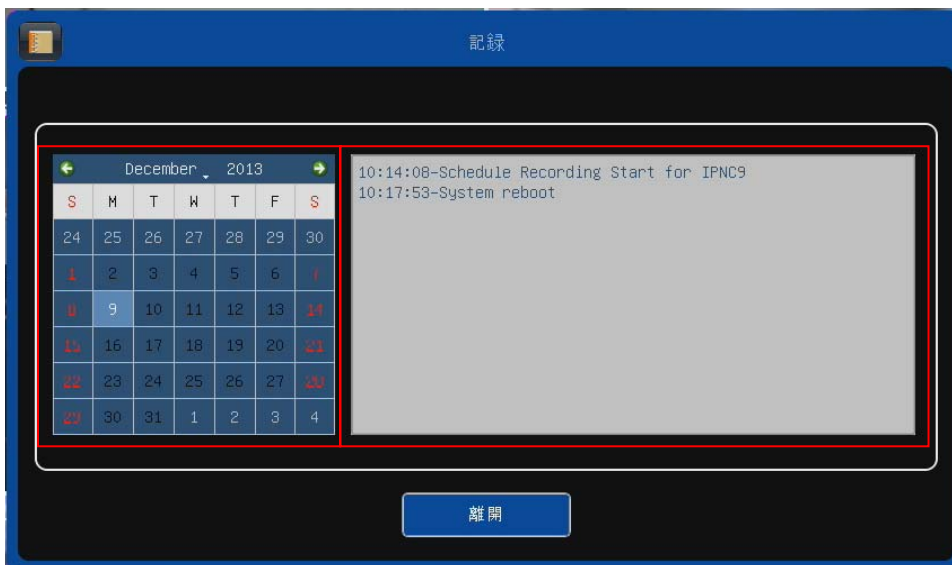 記録
December 2013
S M T W T F S
24 25 26 27 28 29 30
1 2 3 4 5 6 7
8 9 10 11 12 13 14
15 16 17 18 19 20 21
22 23 24 25 26 27 28
29 30 31 1 2 3 4
10:14:08-Schedule Recording Start for IPNC9
10:17:53-System reboot
離開